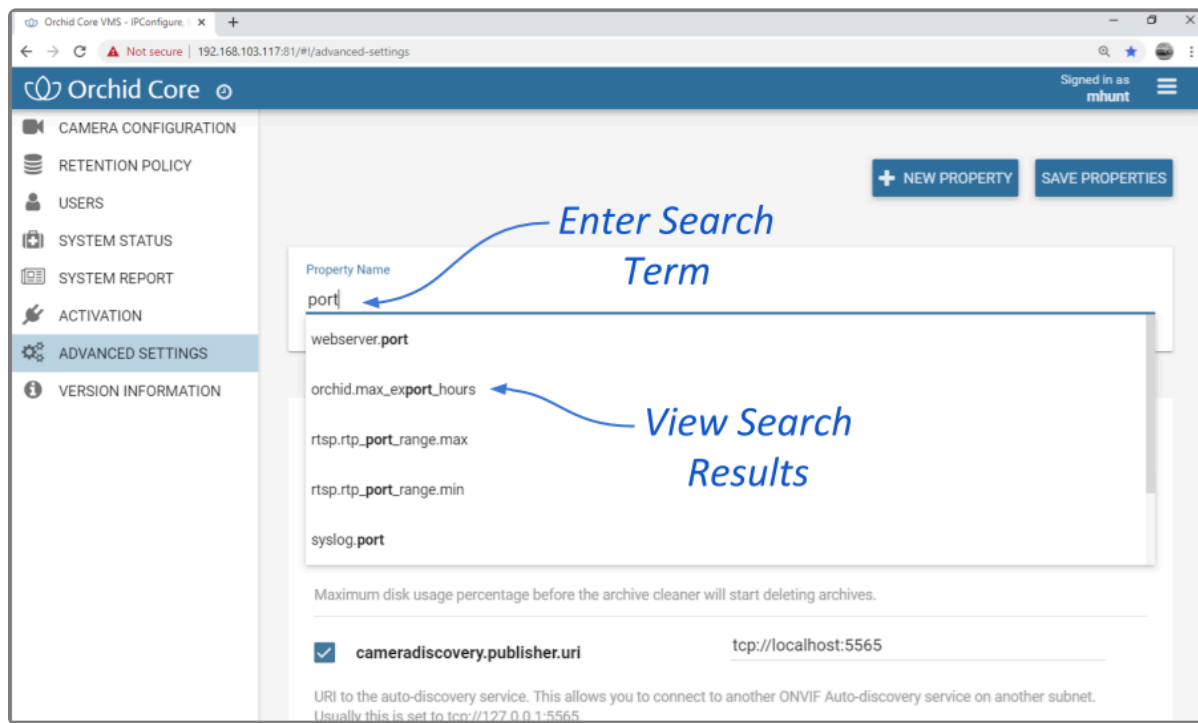 Orchid Core VMS - IPConfigure,
Not secure | 192.168.103.117:81/#!/advanced-settings
Orchid Core
Signed in as
mhunt
CAMERA CONFIGURATION
RETENTION POLICY
USERS
SYSTEM STATUS
SYSTEM REPORT
ACTIVATION
ADVANCED SETTINGS
VERSION INFORMATION
NEW PROPERTY
SAVE PROPERTIES
Enter Search
Term
Property Name
port
webserver.port
orchid.max_export_hours
rtsp.rtp_port_range.max
rtsp.rtp_port_range.min
syslog.port
View Search
Results
Maximum disk usage percentage before the archive cleaner will start deleting archives.
cameradiscovery.publisher.uri
tcp://localhost:5565
URI to the auto-discovery service. This allows you to connect to another ONVIF Auto-discovery service on another subnet.
Usually this is set to tcp://127.0.0.1:5565.